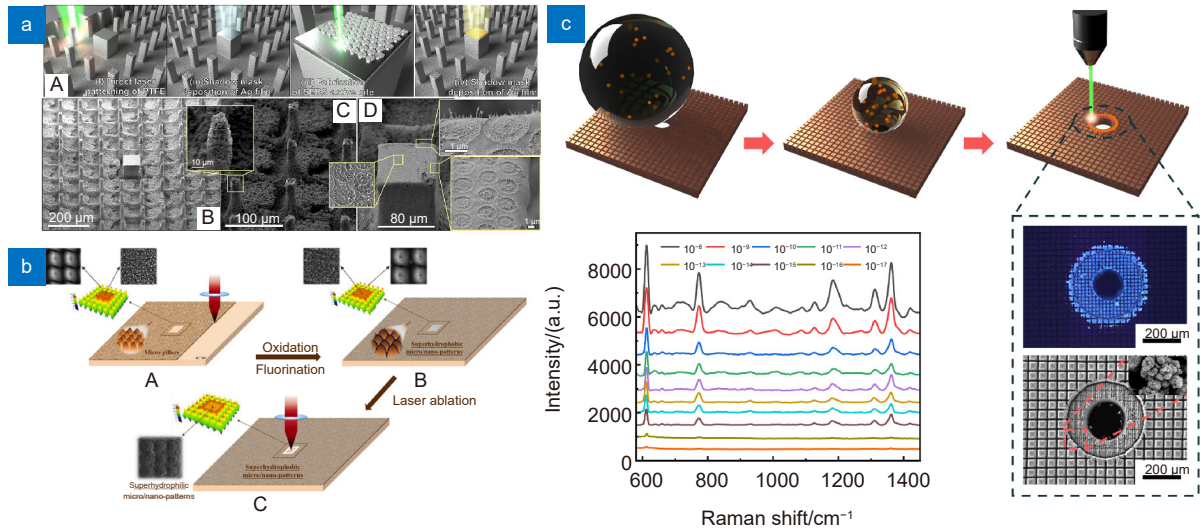 a
A
(i) Direct laser
patterning of PTFE
(ii) Shadow mask
deposition of Ag film
(iii) Fabrication
of SERS active site
(iv) Shadow mask
deposition of Ag film
C
D
10 μm
1 μm
200 μm
B
100 μm
80 μm
1 μm
b
Micro pillars
A
Oxidation
Fluorination
Superhydrophobic
micro/nano-patterns
B
Laser ablation
Superhydrophobic
micro/nano-patterns
Superhydrophilic
micro/nano-patterns
C
c
10⁻⁸ 10⁻⁹ 10⁻¹⁰ 10⁻¹¹ 10⁻¹²
10⁻¹³ 10⁻¹⁴ 10⁻¹⁵ 10⁻¹⁶ 10⁻¹⁷
Intensity/(a.u.)
8000
6000
4000
2000
0
600 800 1000 1200 1400
Raman shift/cm⁻¹
200 μm
200 μm